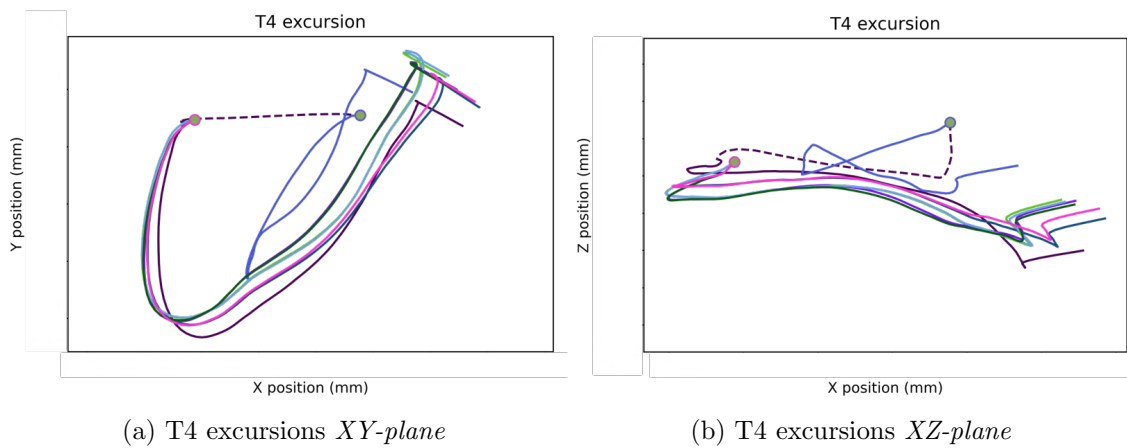 T4 excursion
Y position (mm)
X position (mm)
(a) T4 excursions XY-plane
T4 excursion
Z position (mm)
X position (mm)
(b) T4 excursions XZ-plane